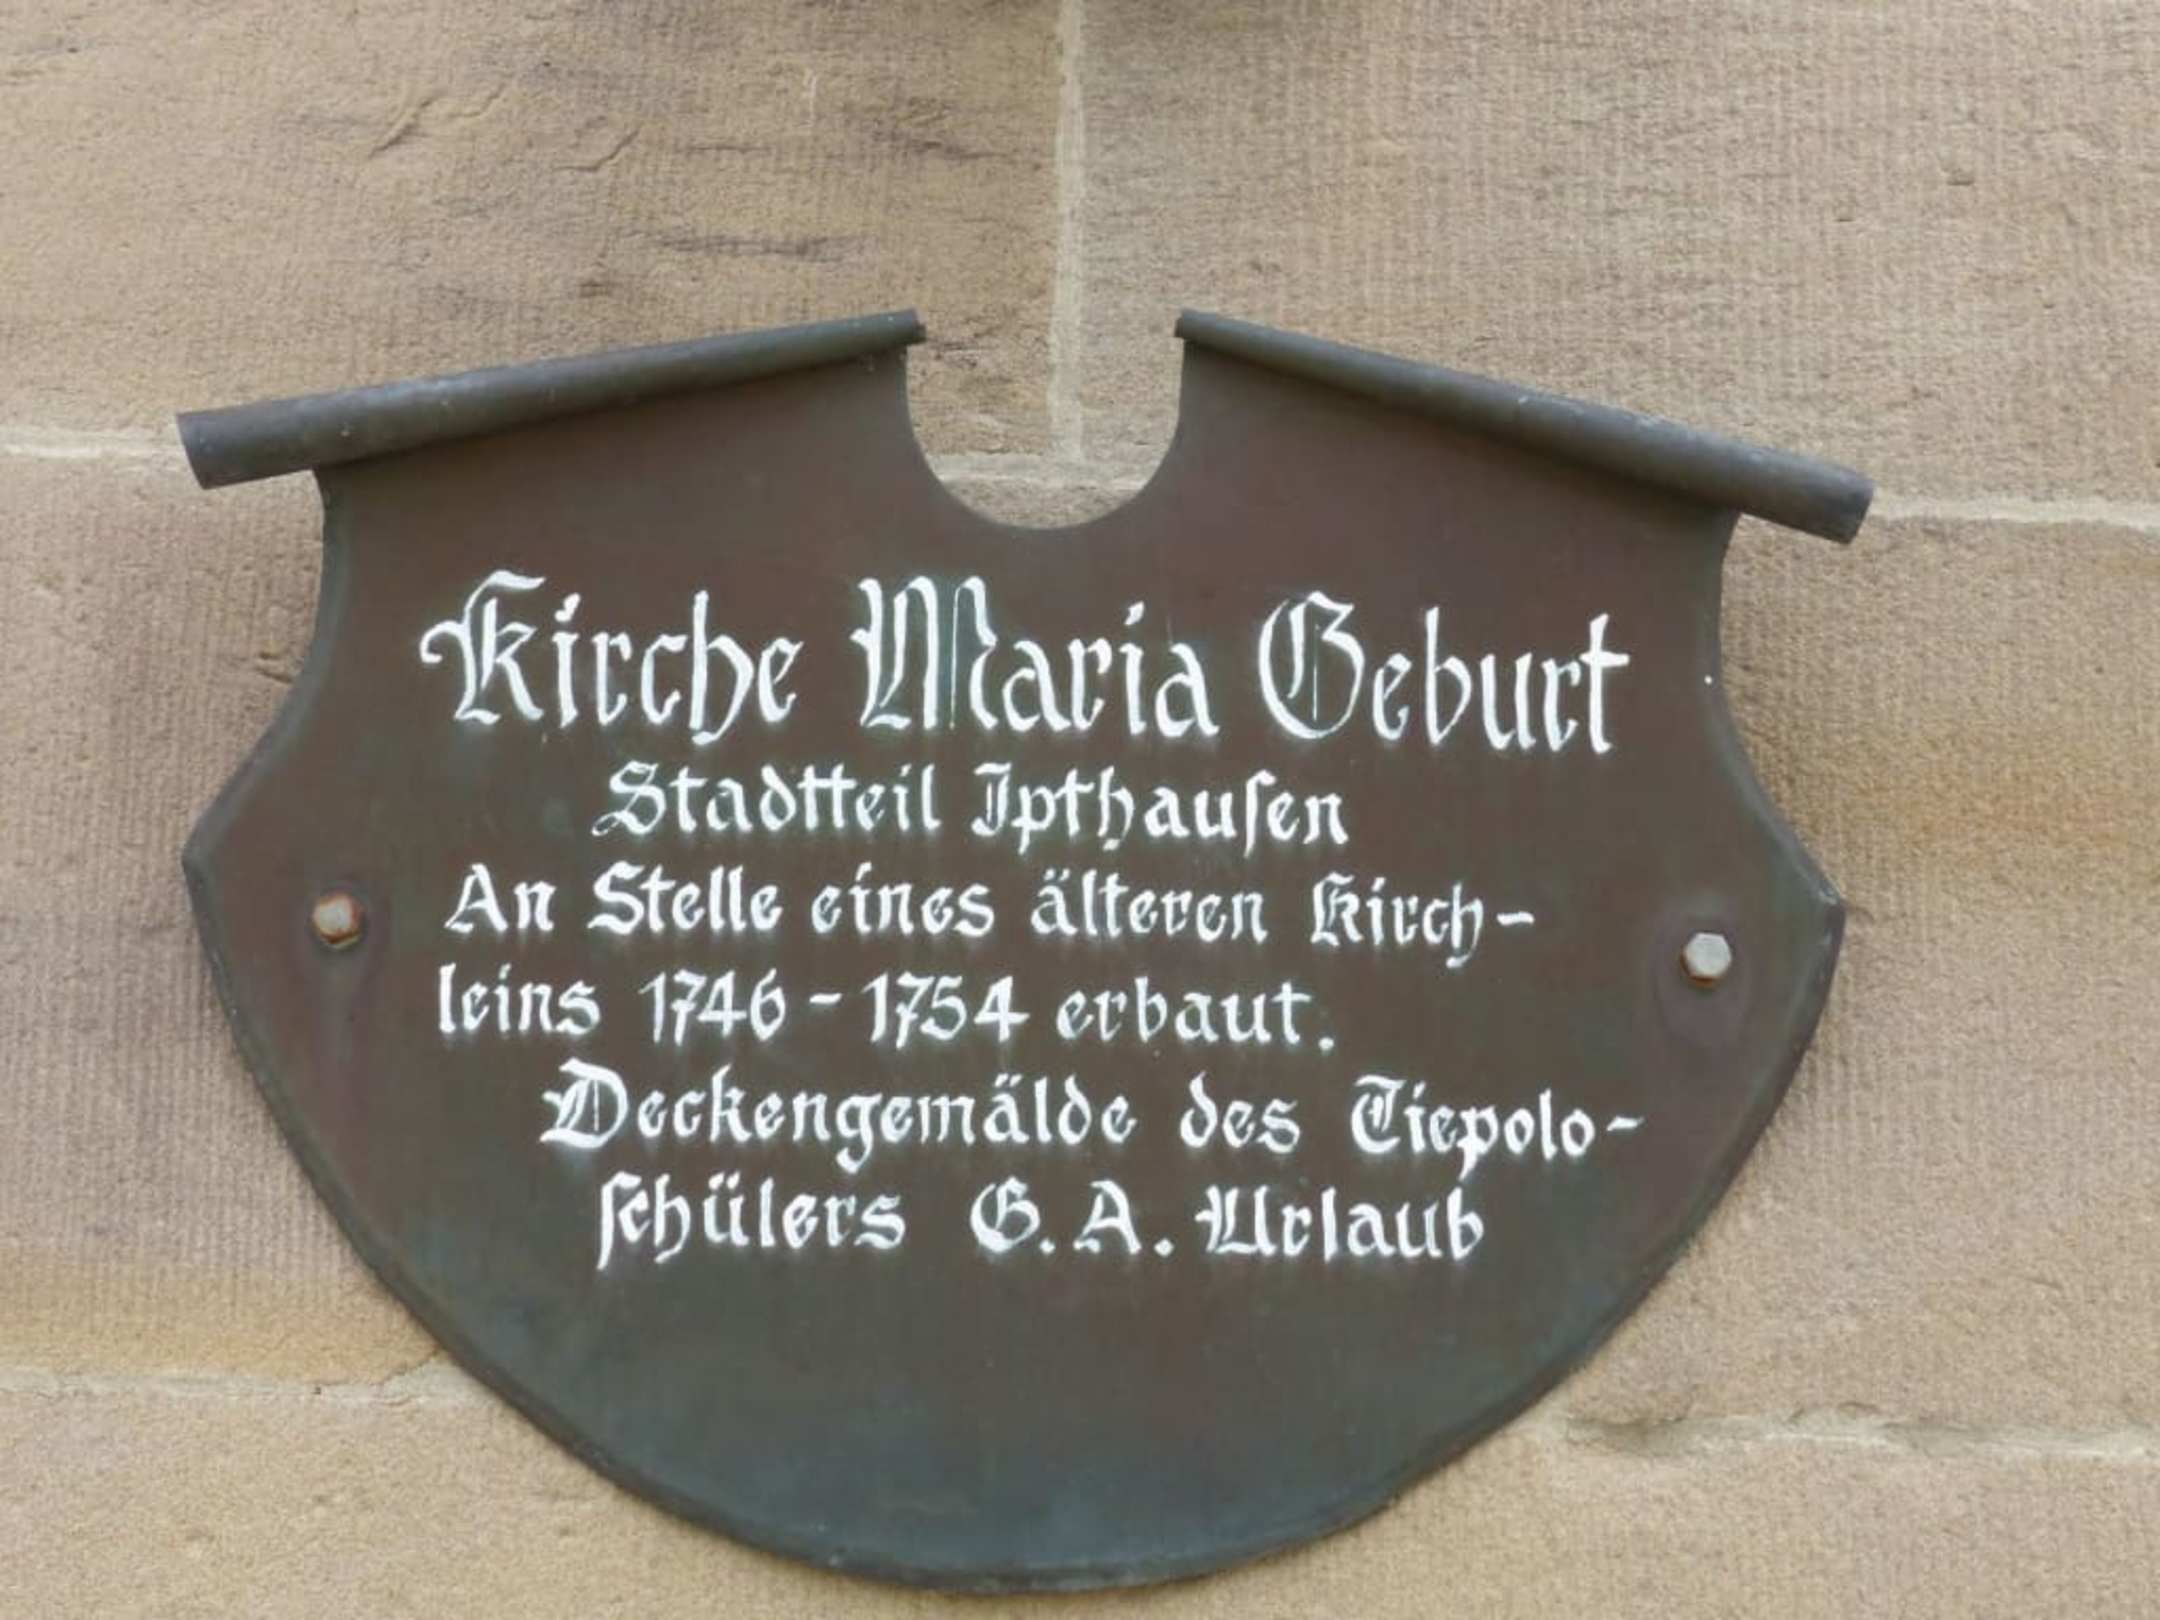 Kirche Maria Geburt
Stadtteil Ipthauſen
An Stelle eines älteren Kirch-
leins 1746-1754 erbaut.
Deckengemälde des Tiepolo-
ſchülers G. A. Urlaub